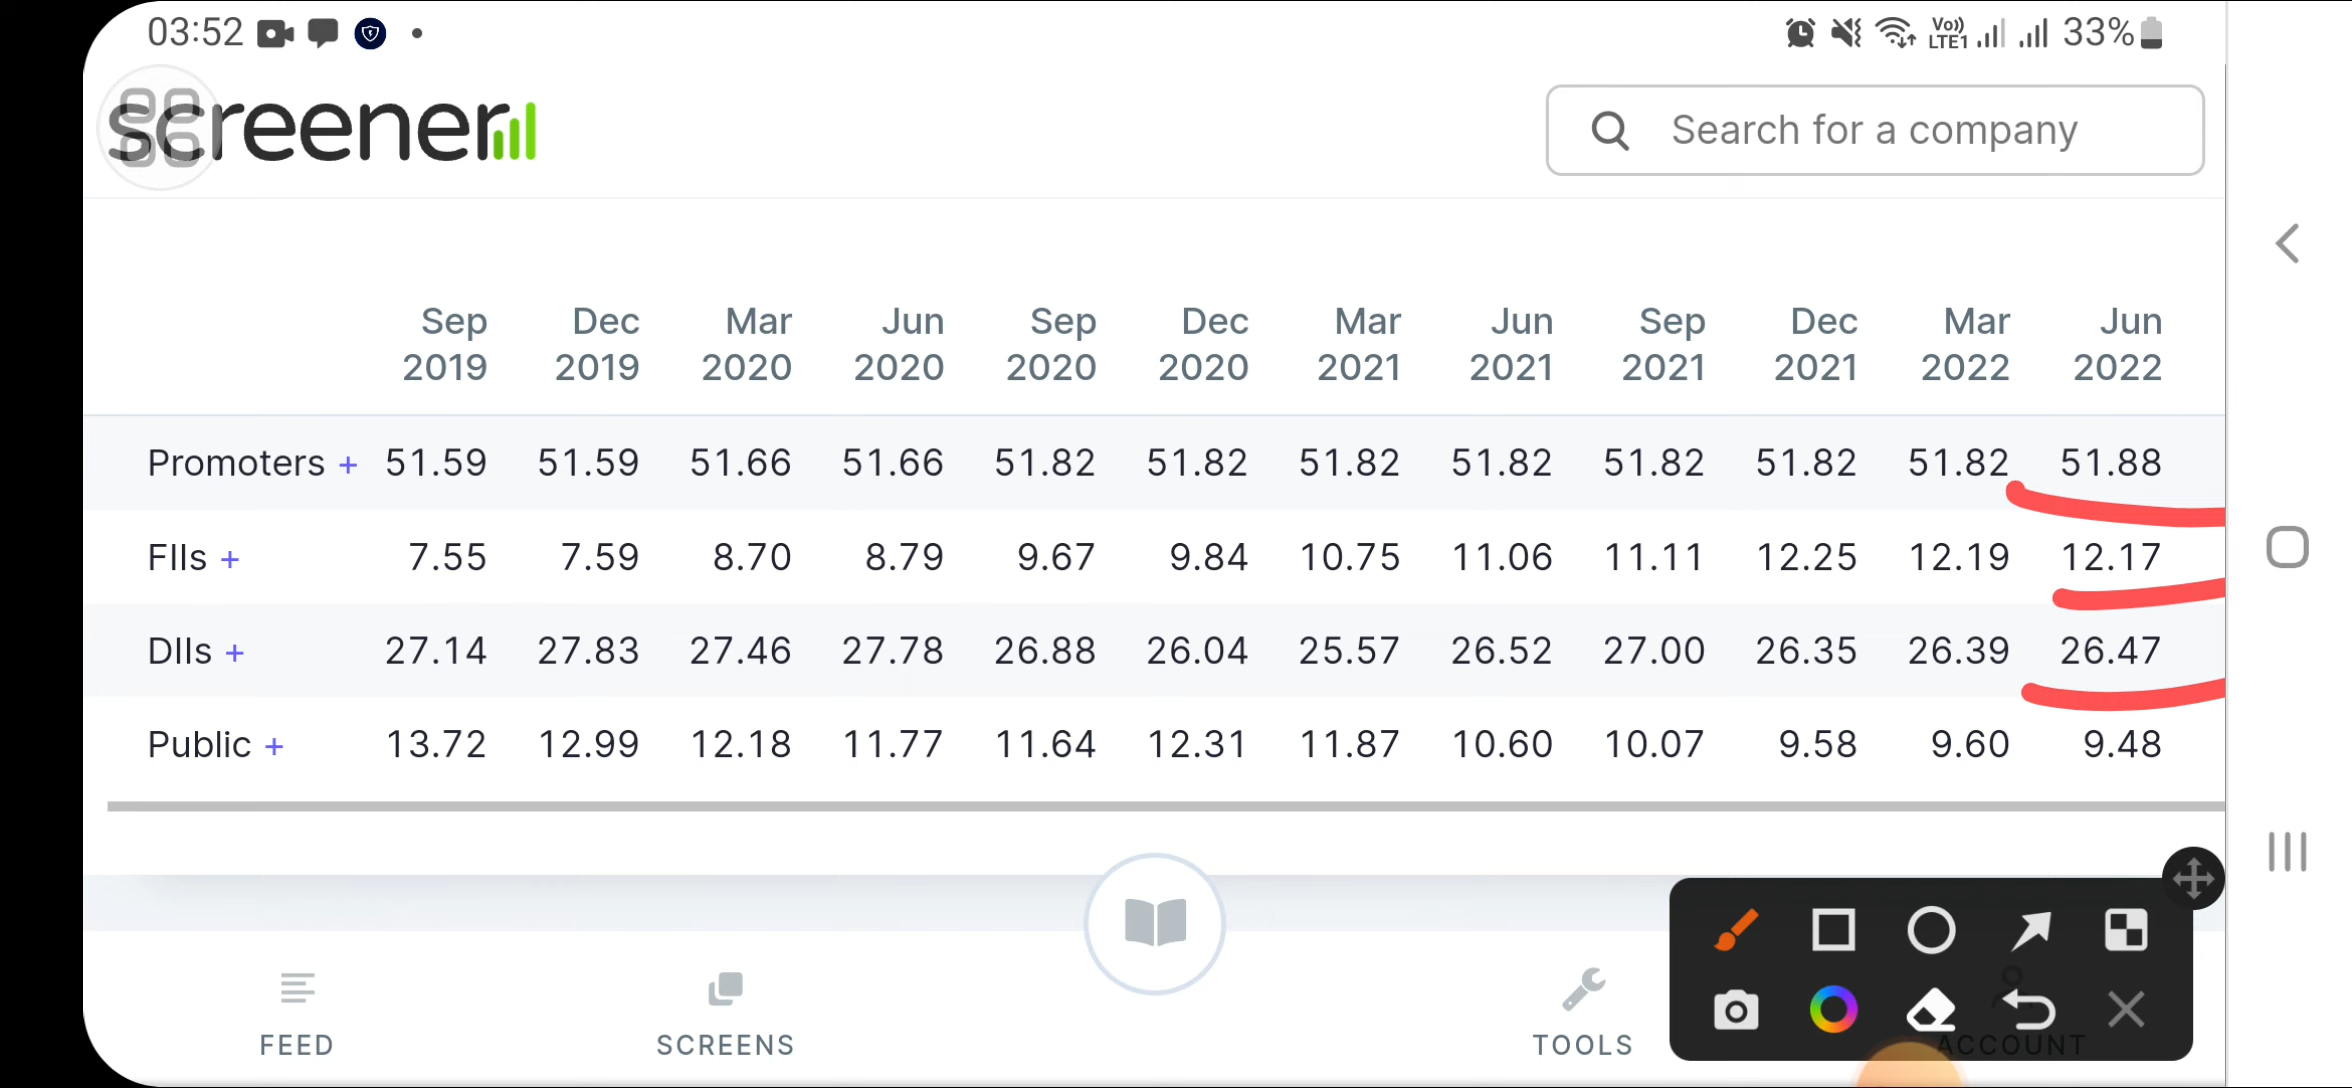 03:52 Vo)) LTE1 33%
screener Search for a company
Sep 2019 Dec 2019 Mar 2020 Jun 2020 Sep 2020 Dec 2020 Mar 2021 Jun 2021 Sep 2021 Dec 2021 Mar 2022 Jun 2022
Promoters + 51.59 51.59 51.66 51.66 51.82 51.82 51.82 51.82 51.82 51.82 51.82 51.88
FIIs + 7.55 7.59 8.70 8.79 9.67 9.84 10.75 11.06 11.11 12.25 12.19 12.17
DIIs + 27.14 27.83 27.46 27.78 26.88 26.04 25.57 26.52 27.00 26.35 26.39 26.47
Public + 13.72 12.99 12.18 11.77 11.64 12.31 11.87 10.60 10.07 9.58 9.60 9.48
FEED SCREENS TOOLS ACCOUNT